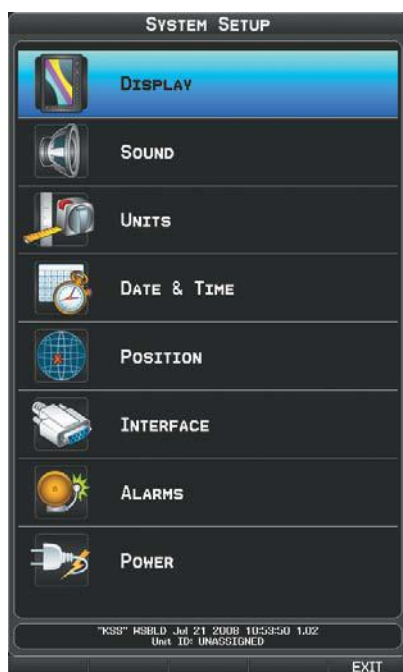 System Setup
Display
Sound
Units
Date & Time
Position
Interface
Alarms
Power
"KSS" WSBLD Jul 21 2008 10:53:50 1.02
Unit ID: UNASSIGNED
EXIT